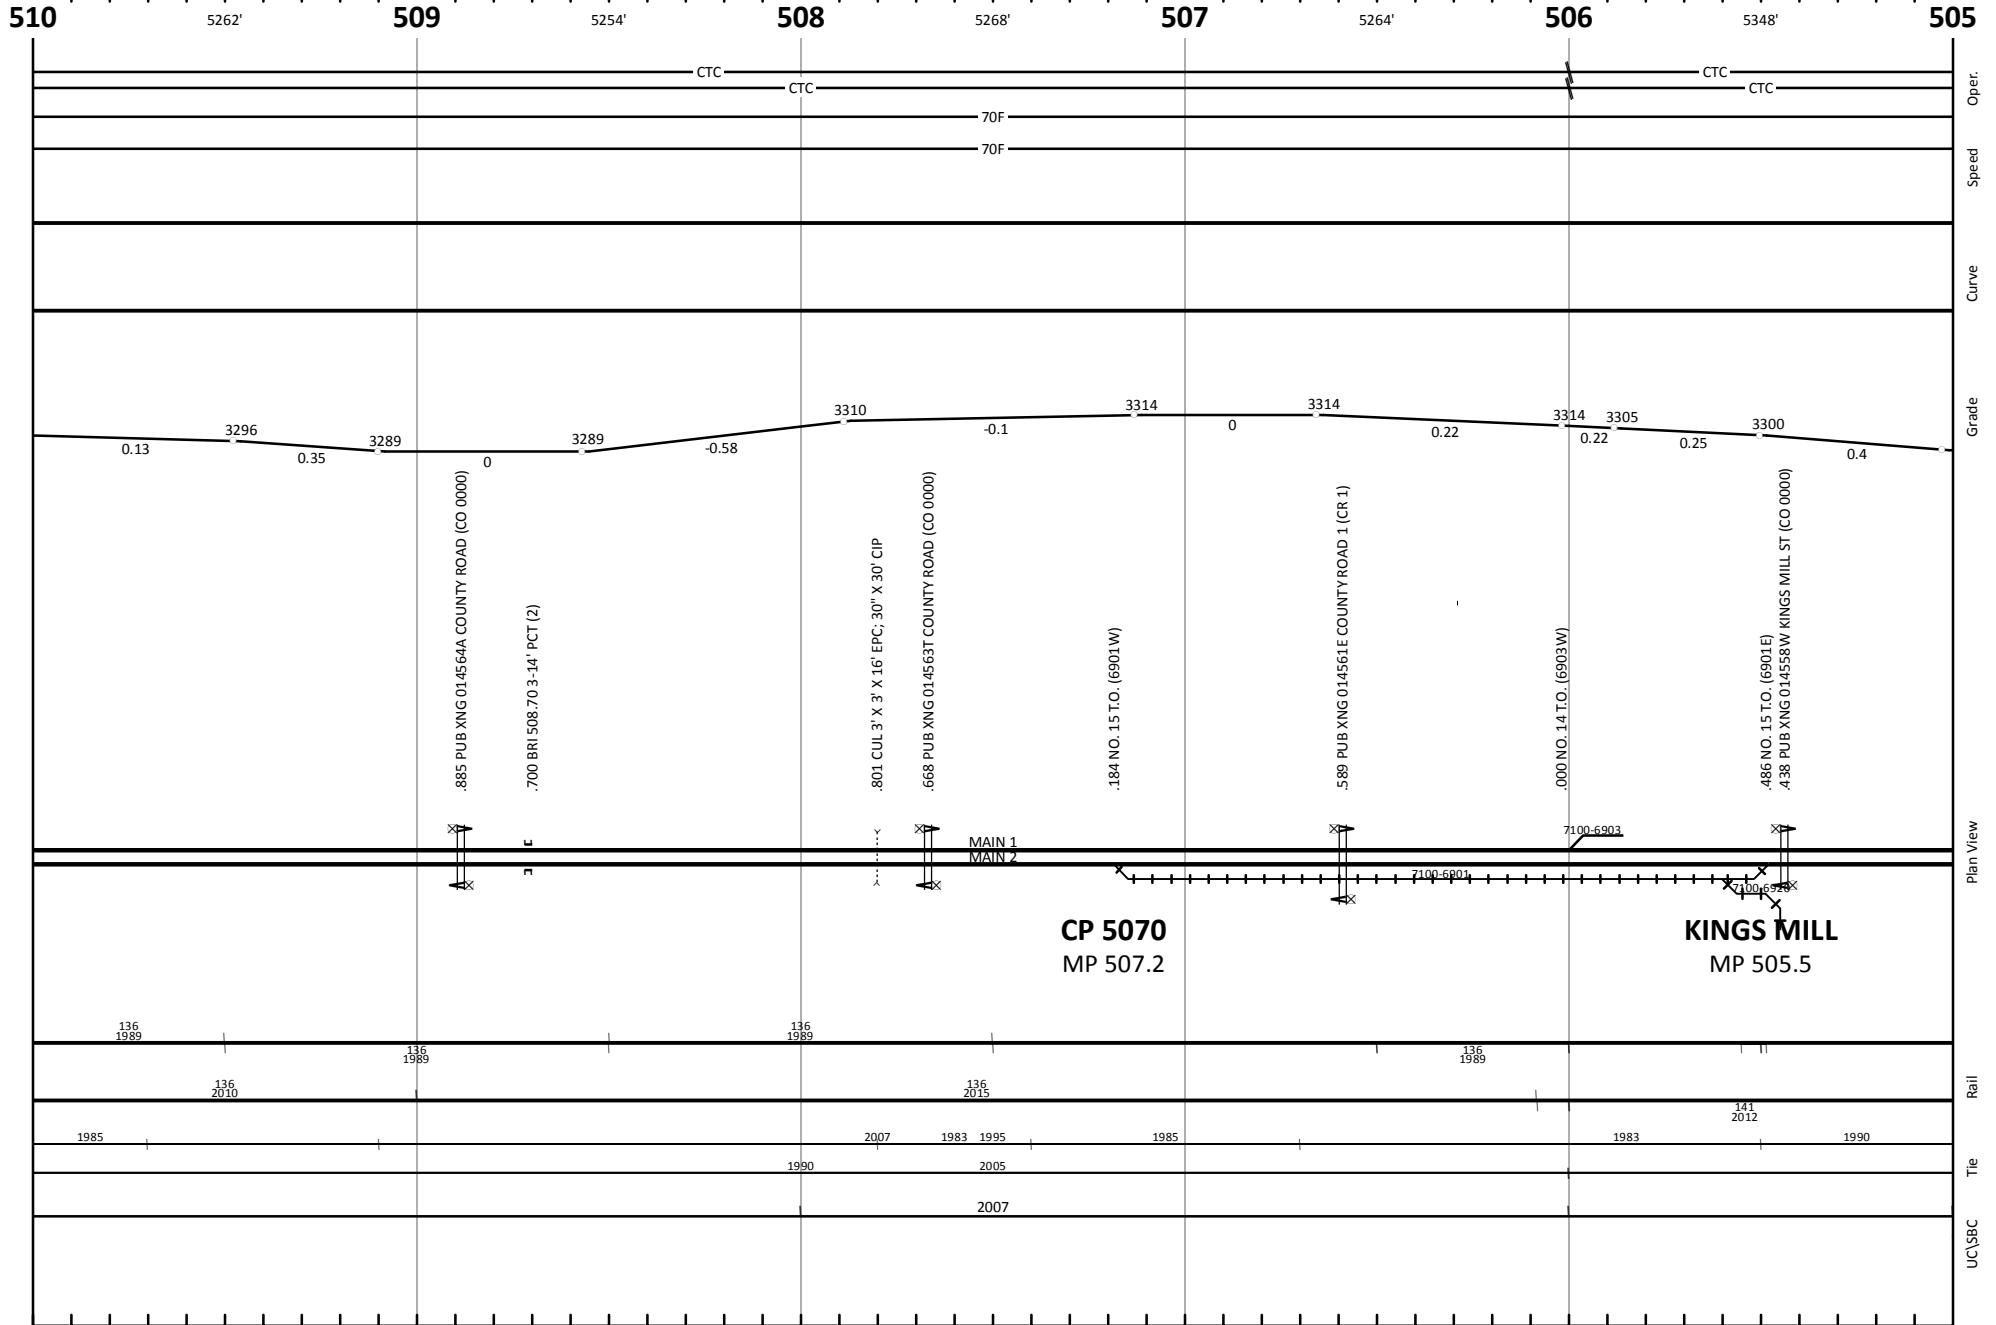 510 5262' 509 5254' 508 5268' 507 5264' 506 5348' 505
CTC CTC
CTC CTC
Oper.
70F
70F
Speed
Curve
3296 3289 3289 3310 3314 3314 3314 3305 3300
0.13 0.35 0 -0.58 -0.1 0 0.22 0.22 0.25 0.4
Grade
.885 PUB XNG 014564A COUNTY ROAD (CO 0000)
.700 BRI 508.70 3-14' PCT (2)
.801 CUL 3' X 3' X 16' EPC; 30" X 30' CIP
.668 PUB XNG 014563T COUNTY ROAD (CO 0000)
.184 NO. 15 T.O. (6901W)
.589 PUB XNG 014561E COUNTY ROAD 1 (CR 1)
.000 NO. 14 T.O. (6903W)
.486 NO. 15 T.O. (6901E)
.438 PUB XNG 014558W KINGS MILL ST (CO 0000)
7100-6903
MAIN 1
MAIN 2
7100-6901
Plan View
CP 5070
MP 507.2
KINGS MILL
MP 505.5
136 136
1989 1989
136 136
1989 1989
136 136
2010 2015
141
2012
Rail
1985 2007 1983 1995 1985 1983 1990
1990 2005
Tie
2007
UC\SBC